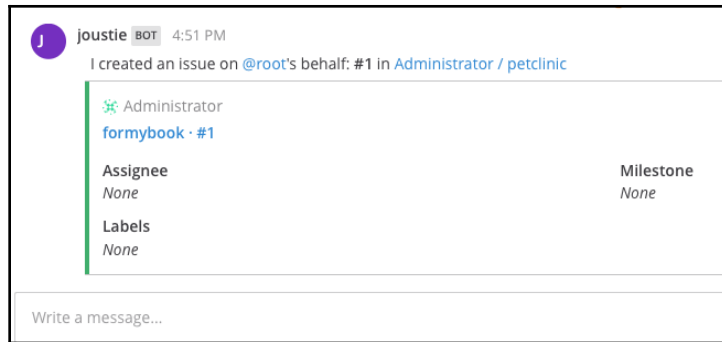 J joustie BOT 4:51 PM
I created an issue on @root's behalf: #1 in Administrator / petclinic
Administrator
formybook · #1
Assignee Milestone
None None
Labels
None
Write a message...